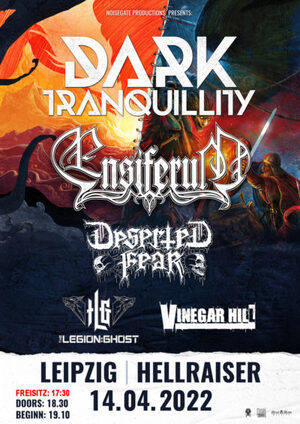 NOISEGATE PRODUCTIONS PRESENTS:
DARK
TRANQUILLITY
ENSIFERUM
DESERTED
FEAR
THE LEGION:GHOST
VINEGAR HILL
LEIPZIG | HELLRAISER
FREISITZ: 17:30
DOORS: 18.30
BEGINN: 19.10
14.04.2022